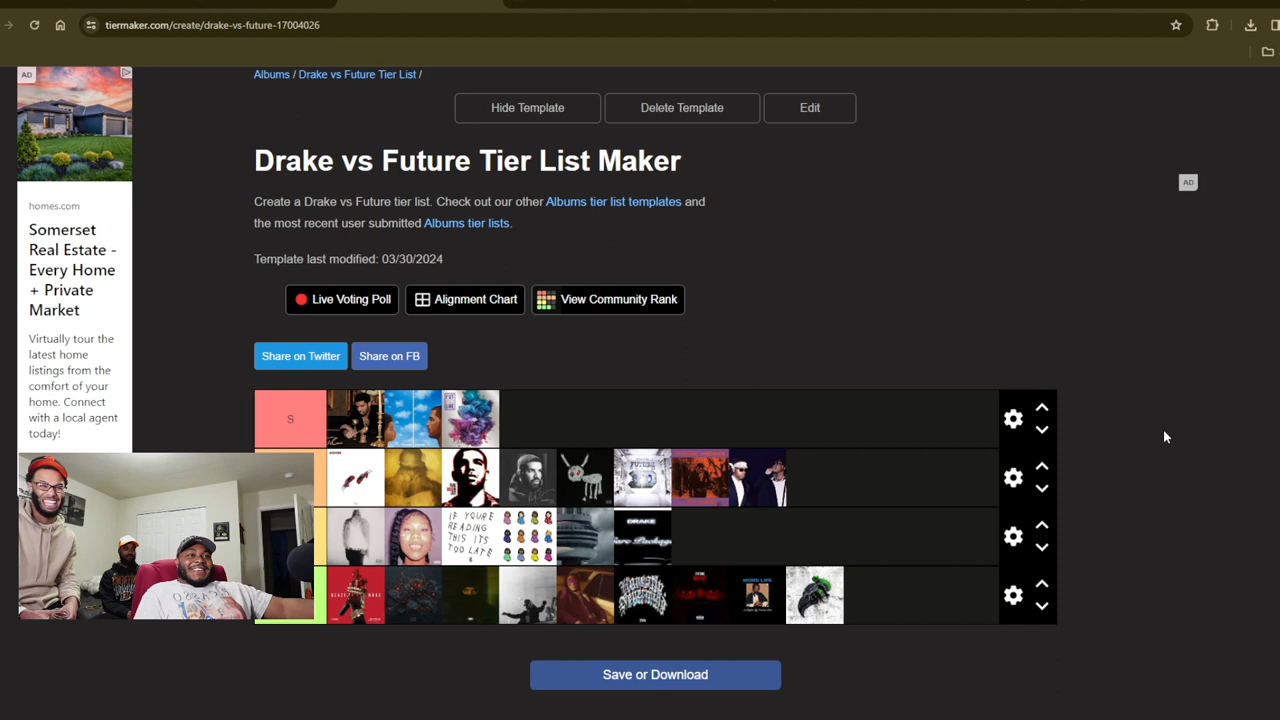 tiermaker.com/create/drake-vs-future-17004026
AD
Albums / Drake vs Future Tier List /
Hide Template
Delete Template
Edit
Drake vs Future Tier List Maker
AD
Create a Drake vs Future tier list. Check out our other Albums tier list templates and
the most recent user submitted Albums tier lists.
Template last modified: 03/30/2024
Live Voting Poll
Alignment Chart
View Community Rank
Share on Twitter
Share on FB
homes.com
Somerset
Real Estate -
Every Home
+ Private
Market
Virtually tour the
latest home
listings from the
comfort of your
home. Connect
with a local agent
today!
S
IF YOU'RE
READING
THIS ITS
TOO LATE
DRAKE
Care Package
MORE LIFE
Save or Download